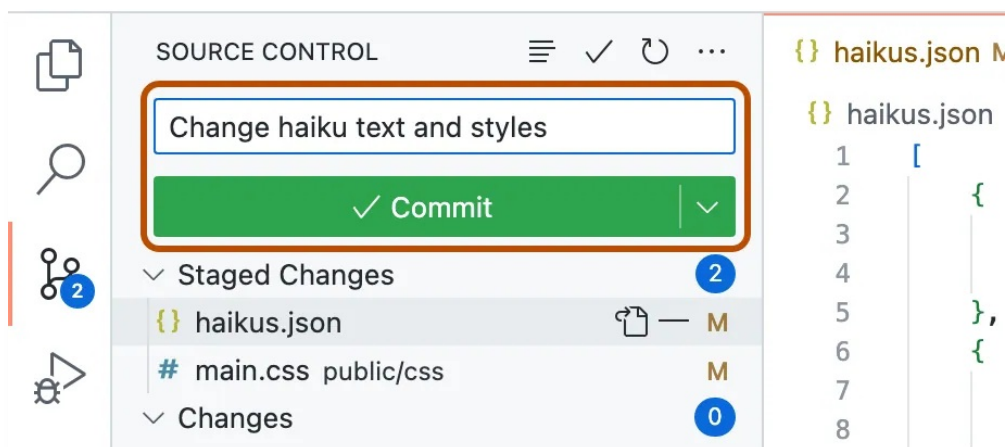 SOURCE CONTROL
Change haiku text and styles
Commit
Staged Changes 2
{} haikus.json M
# main.css public/css M
Changes 0
2
{} haikus.json M
{} haikus.json
1 [
2 {
3
4
5 },
6 {
7
8